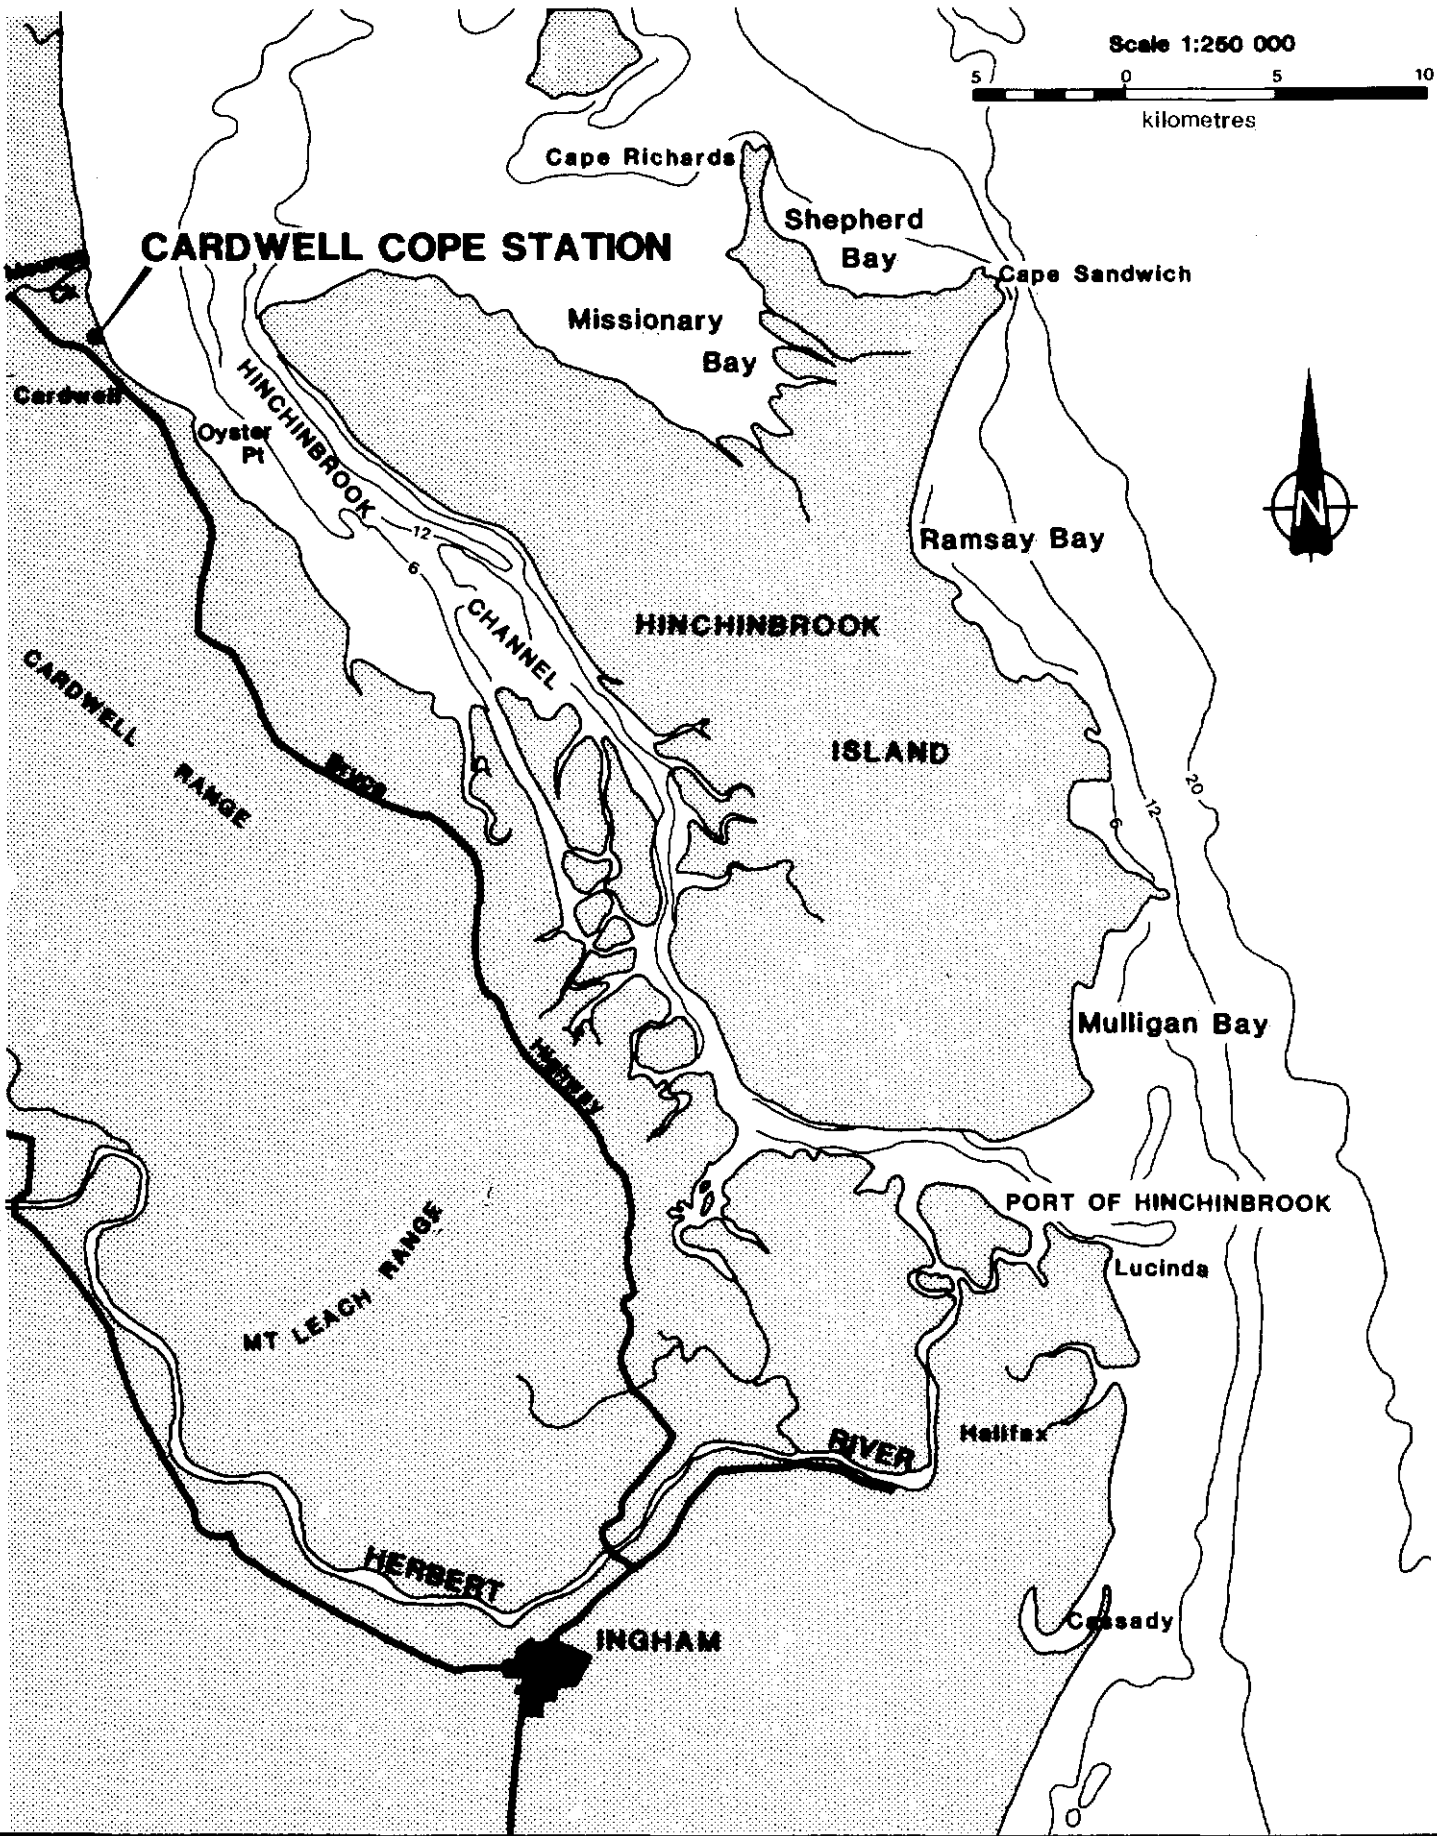 Scale 1:250 000
5 0 5 10
kilometres
Cape Richards
Shepherd
Bay
CARDWELL COPE STATION
Cape Sandwich
Ck
Missionary
Bay
Cardwell
Oyster
Pt
HINCHINBROOK
N
12
6
Ramsay Bay
CHANNEL
HINCHINBROOK
CARDWELL
RANGE
ISLAND
Bruce
20
12
6
Mulligan Bay
Highway
PORT OF HINCHINBROOK
MT LEACH RANGE
Lucinda
Halifax
RIVER
HERBERT
Cassady
INGHAM